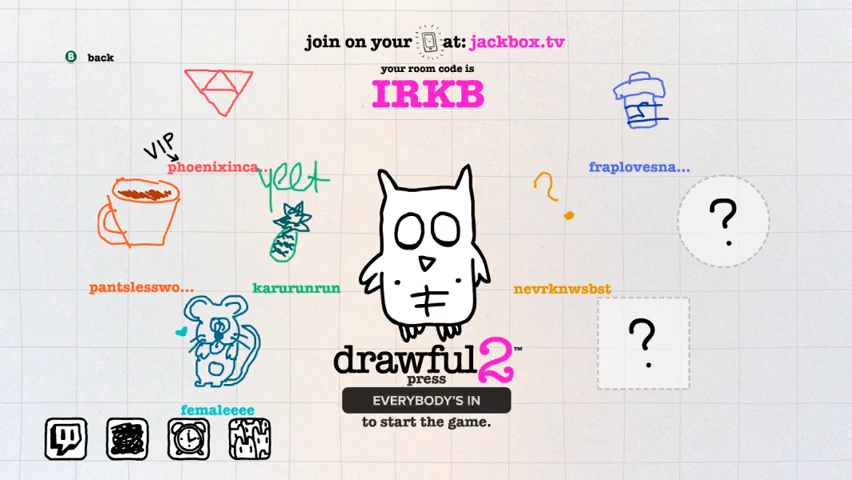 join on your at: jackbox.tv
B back
your room code is
IRKB
VIP
phoenixinca...
fraplovesna...
yeet
?
?
pantslesswo...
karurunrun
nevrknwsbst
?
drawful 2™
press
EVERYBODY'S IN
femaleeee
to start the game.